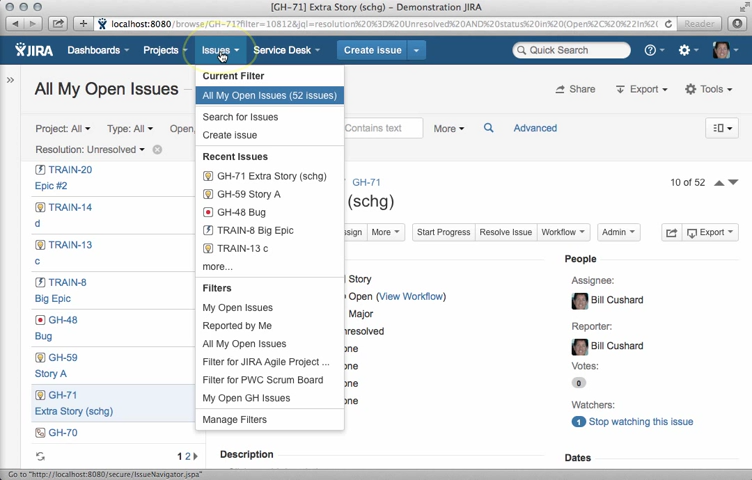 [GH-71] Extra Story (schg) – Demonstration JIRA
localhost:8080/browse/GH-71?filter=10812&jql=resolution%20%3D%20Unresolved%20AND%20status%20in%20(Open%2C%20%22In%20
Reader
JIRA Dashboards Projects Issues Service Desk Create issue Quick Search
All My Open Issues
Share Export Tools
Project: All Type: All Open, Contains text More Advanced
Resolution: Unresolved
Current Filter
All My Open Issues (52 issues)
Search for Issues
Create issue
Recent Issues
GH-71 Extra Story (schg)
GH-59 Story A
GH-48 Bug
TRAIN-8 Big Epic
TRAIN-13 c
more...
Filters
My Open Issues
Reported by Me
All My Open Issues
Filter for JIRA Agile Project ...
Filter for PWC Scrum Board
My Open GH Issues
Manage Filters
TRAIN-20
Epic #2
TRAIN-14
d
TRAIN-13
c
TRAIN-8
Big Epic
GH-48
Bug
GH-59
Story A
GH-71
Extra Story (schg)
GH-70
1 2
GH-71
10 of 52
(schg)
sign More Start Progress Resolve Issue Workflow Admin Export
Story
Open (View Workflow)
Major
nresolved
one
one
one
one
Description
People
Assignee:
Bill Cushard
Reporter:
Bill Cushard
Votes:
0
Watchers:
1 Stop watching this issue
Dates
Go to "http://localhost:8080/secure/IssueNavigator.jspa"